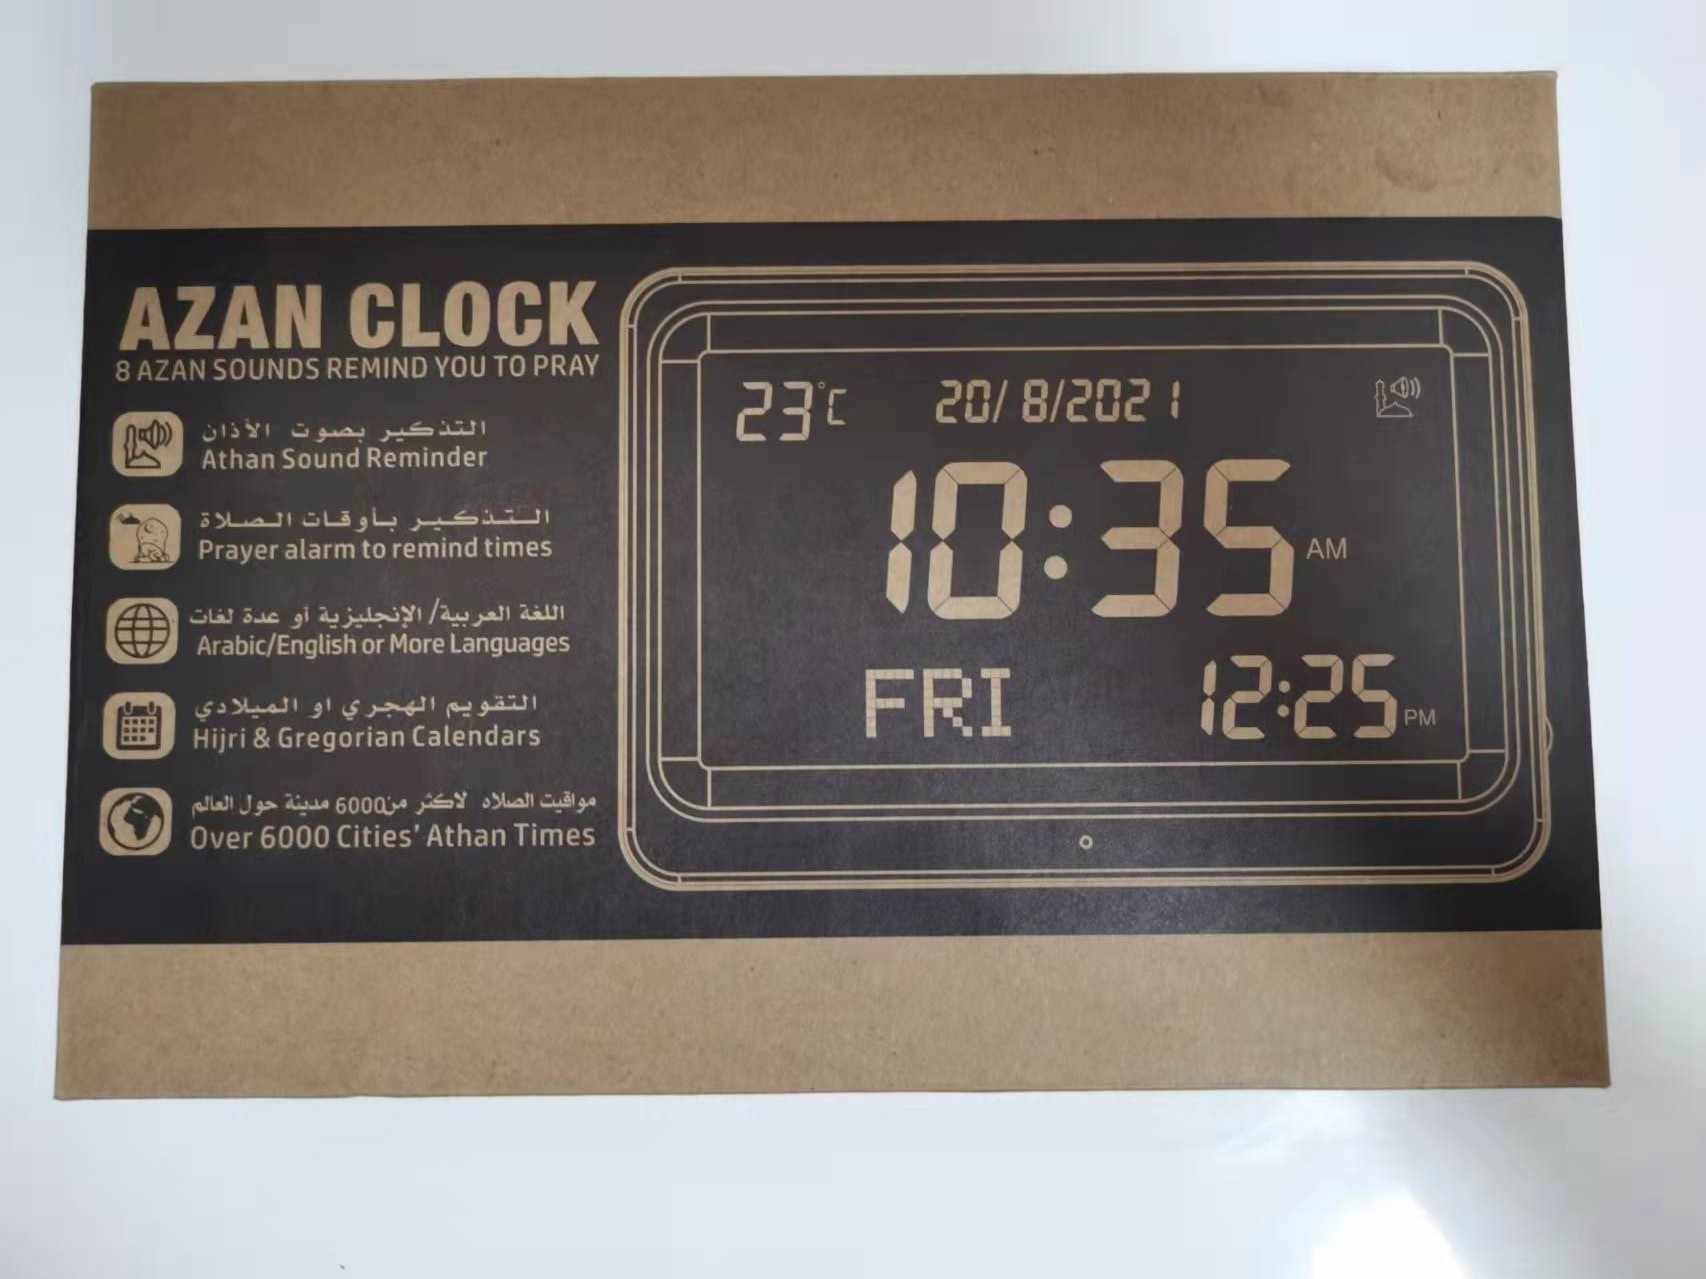 AZAN CLOCK
8 AZAN SOUNDS REMIND YOU TO PRAY
التذكير بصوت الأذان
Athan Sound Reminder
التذكير بأوقات الصلاة
Prayer alarm to remind times
اللغة العربية/ الإنجليزية أو عدة لغات
Arabic/English or More Languages
التقويم الهجري او الميلادي
Hijri & Gregorian Calendars
مواقيت الصلاه لاكثر من6000 مدينة حول العالم
Over 6000 Cities' Athan Times
23°C 20/ 8/2021
10:35 AM
FRI 12:25 PM